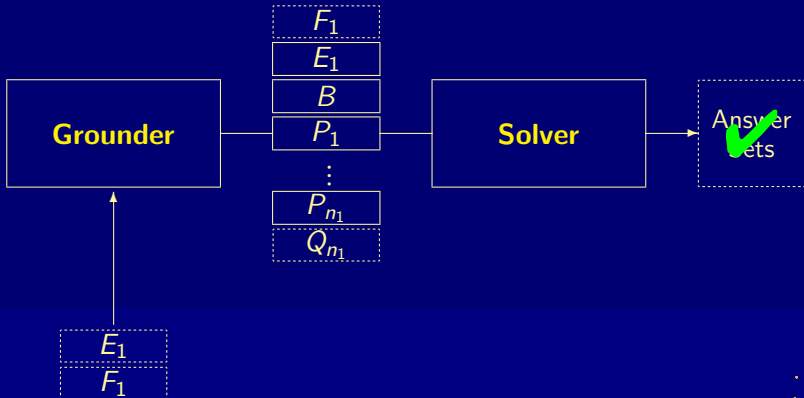 F₁
E₁
B
Grounder
P₁
Solver
Answer
Sets
⋮
Pₙ₁
Qₙ₁
E₁
F₁